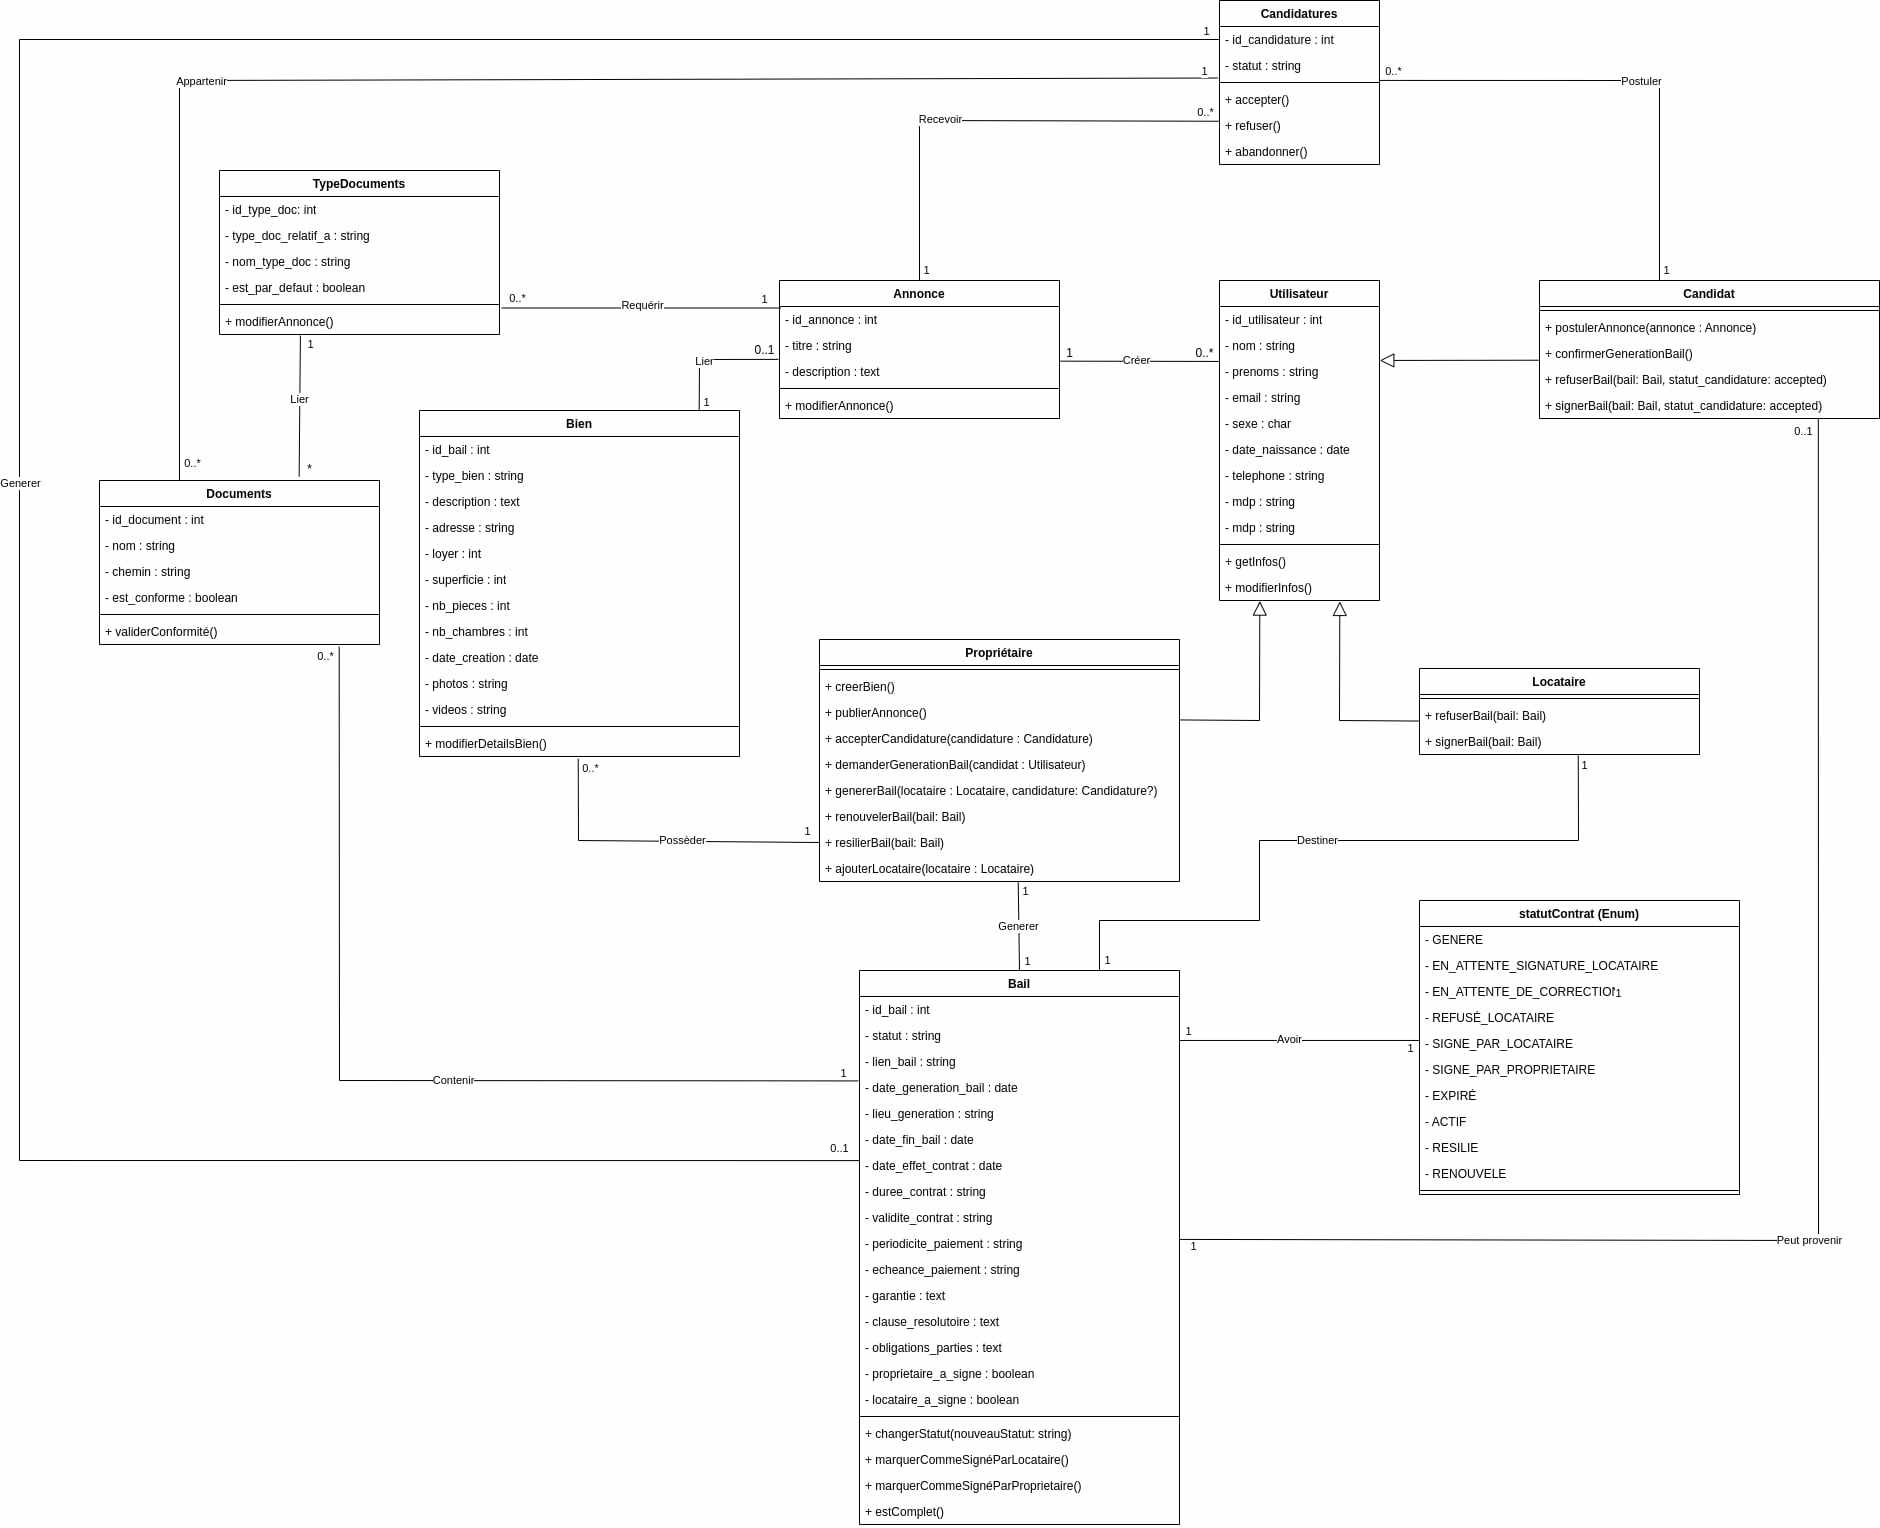 Candidatures
- id_candidature : int
- statut : string
+ accepter()
+ refuser()
+ abandonner()
1
1
0..*
0..*
Appartenir
Recevoir
Postuler
1
1
TypeDocuments
- id_type_doc: int
- type_doc_relatif_a : string
- nom_type_doc : string
- est_par_defaut : boolean
+ modifierAnnonce()
0..*
Requérir
1
1
Lier
*
Annonce
- id_annonce : int
- titre : string
- description : text
+ modifierAnnonce()
0..1
Lier
1
1
Créer
0..*
Utilisateur
- id_utilisateur : int
- nom : string
- prenoms : string
- email : string
- sexe : char
- date_naissance : date
- telephone : string
- mdp : string
- mdp : string
+ getInfos()
+ modifierInfos()
Candidat
+ postulerAnnonce(annonce : Annonce)
+ confirmerGenerationBail()
+ refuserBail(bail: Bail, statut_candidature: accepted)
+ signerBail(bail: Bail, statut_candidature: accepted)
0..1
Generer
0..*
Documents
- id_document : int
- nom : string
- chemin : string
- est_conforme : boolean
+ validerConformité()
0..*
Bien
- id_bail : int
- type_bien : string
- description : text
- adresse : string
- loyer : int
- superficie : int
- nb_pieces : int
- nb_chambres : int
- date_creation : date
- photos : string
- videos : string
+ modifierDetailsBien()
0..*
Possèder
1
Propriétaire
+ creerBien()
+ publierAnnonce()
+ accepterCandidature(candidature : Candidature)
+ demanderGenerationBail(candidat : Utilisateur)
+ genererBail(locataire : Locataire, candidature: Candidature?)
+ renouvelerBail(bail: Bail)
+ resilierBail(bail: Bail)
+ ajouterLocataire(locataire : Locataire)
1
Generer
1
Locataire
+ refuserBail(bail: Bail)
+ signerBail(bail: Bail)
1
Destiner
1
statutContrat (Enum)
- GENERE
- EN_ATTENTE_SIGNATURE_LOCATAIRE
- EN_ATTENTE_DE_CORRECTION
1
- REFUSÉ_LOCATAIRE
- SIGNE_PAR_LOCATAIRE
- SIGNE_PAR_PROPRIETAIRE
- EXPIRÉ
- ACTIF
- RESILIE
- RENOUVELE
1
Avoir
1
Contenir
1
0..1
Bail
- id_bail : int
- statut : string
- lien_bail : string
- date_generation_bail : date
- lieu_generation : string
- date_fin_bail : date
- date_effet_contrat : date
- duree_contrat : string
- validite_contrat : string
- periodicite_paiement : string
- echeance_paiement : string
- garantie : text
- clause_resolutoire : text
- obligations_parties : text
- proprietaire_a_signe : boolean
- locataire_a_signe : boolean
+ changerStatut(nouveauStatut: string)
+ marquerCommeSignéParLocataire()
+ marquerCommeSignéParProprietaire()
+ estComplet()
1
Peut provenir